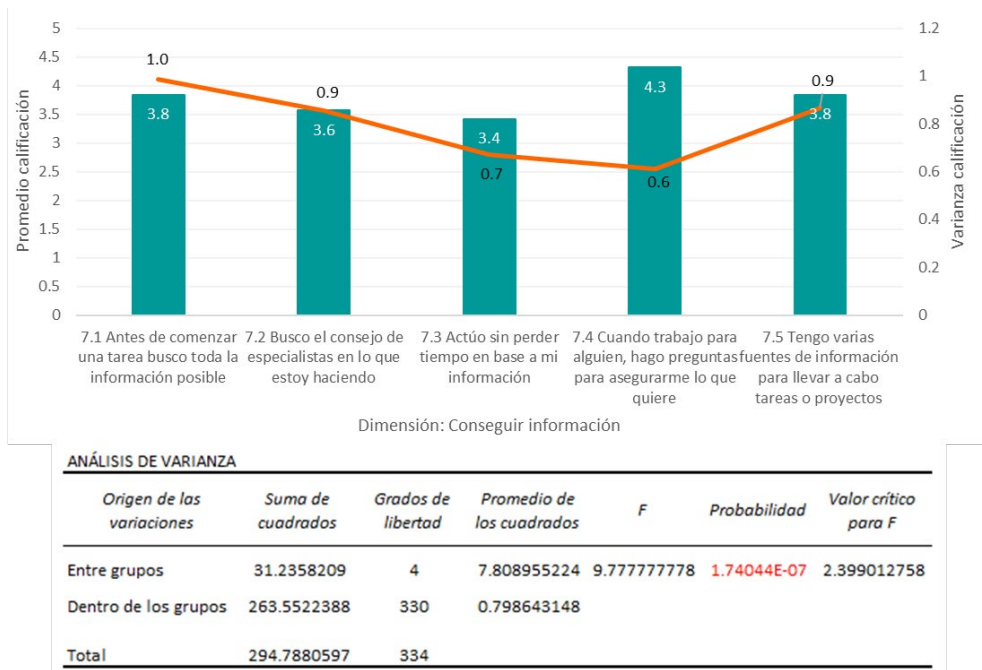 5
4.5
4
3.5
3
2.5
2
1.5
1
0.5
0
Promedio calificación
1.0
0.9
0.7
0.6
0.9
3.8
3.6
3.4
4.3
3.8
1.2
1
0.8
0.6
0.4
0.2
0
Varianza calificación
7.1 Antes de comenzar
una tarea busco toda la
información posible
7.2 Busco el consejo de
especialistas en lo que
estoy haciendo
7.3 Actúo sin perder
tiempo en base a mi
información
7.4 Cuando trabajo para
alguien, hago preguntas
para asegurarme lo que
quiere
7.5 Tengo varias
fuentes de información
para llevar a cabo
tareas o proyectos
Dimensión: Conseguir información
ANÁLISIS DE VARIANZA
Origen de las variaciones Suma de cuadrados Grados de libertad Promedio de los cuadrados F Probabilidad Valor crítico para F
Entre grupos 31.2358209 4 7.808955224 9.777777778 1.74044E-07 2.399012758
Dentro de los grupos 263.5522388 330 0.798643148
Total 294.7880597 334